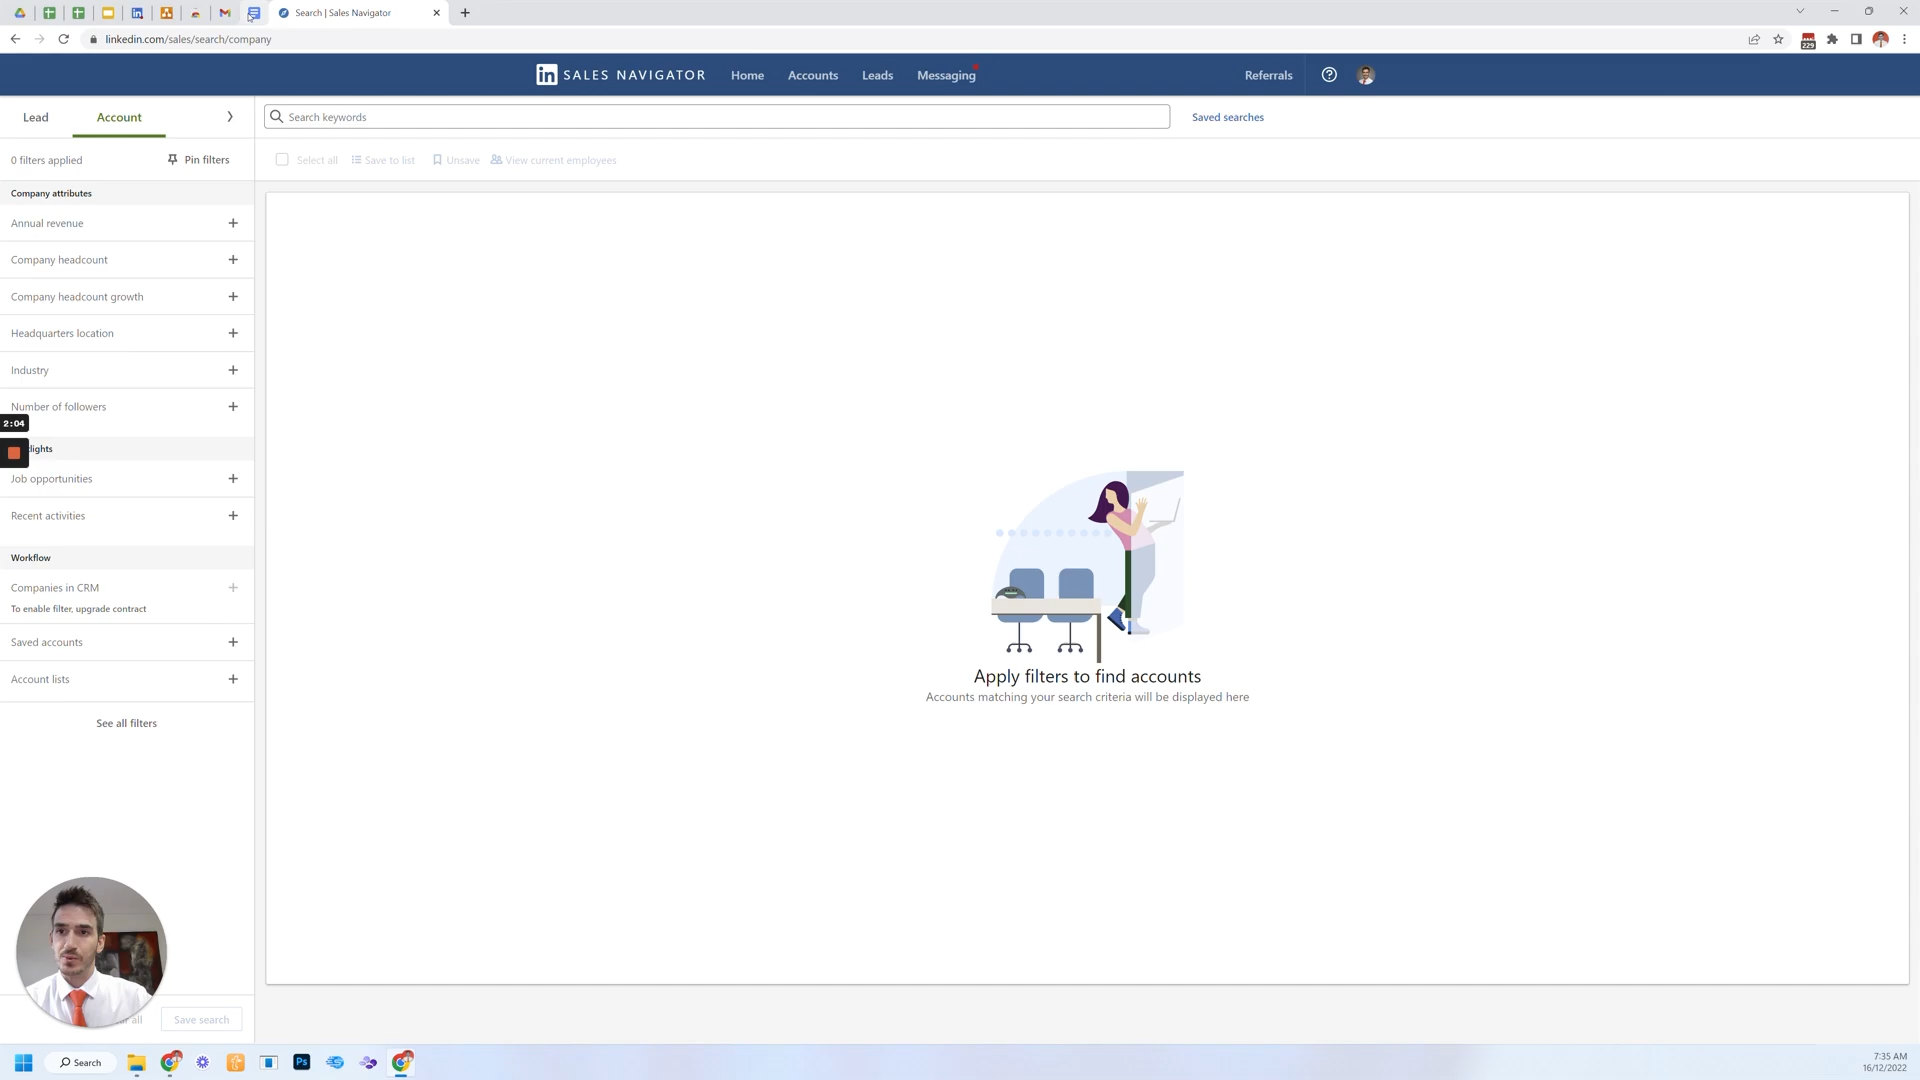 Search | Sales Navigator
linkedin.com/sales/search/company
229
in SALES NAVIGATOR
Home
Accounts
Leads
Messaging
Referrals
Lead
Account
Search keywords
Saved searches
0 filters applied
Pin filters
Select all
Save to list
Unsave
View current employees
Company attributes
Annual revenue
Company headcount
Company headcount growth
Headquarters location
Industry
Number of followers
2:04
lights
Job opportunities
Recent activities
Workflow
Companies in CRM
To enable filter, upgrade contract
Saved accounts
Account lists
See all filters
Apply filters to find accounts
Accounts matching your search criteria will be displayed here
all
Save search
Search
Ps
7:35 AM
16/12/2022